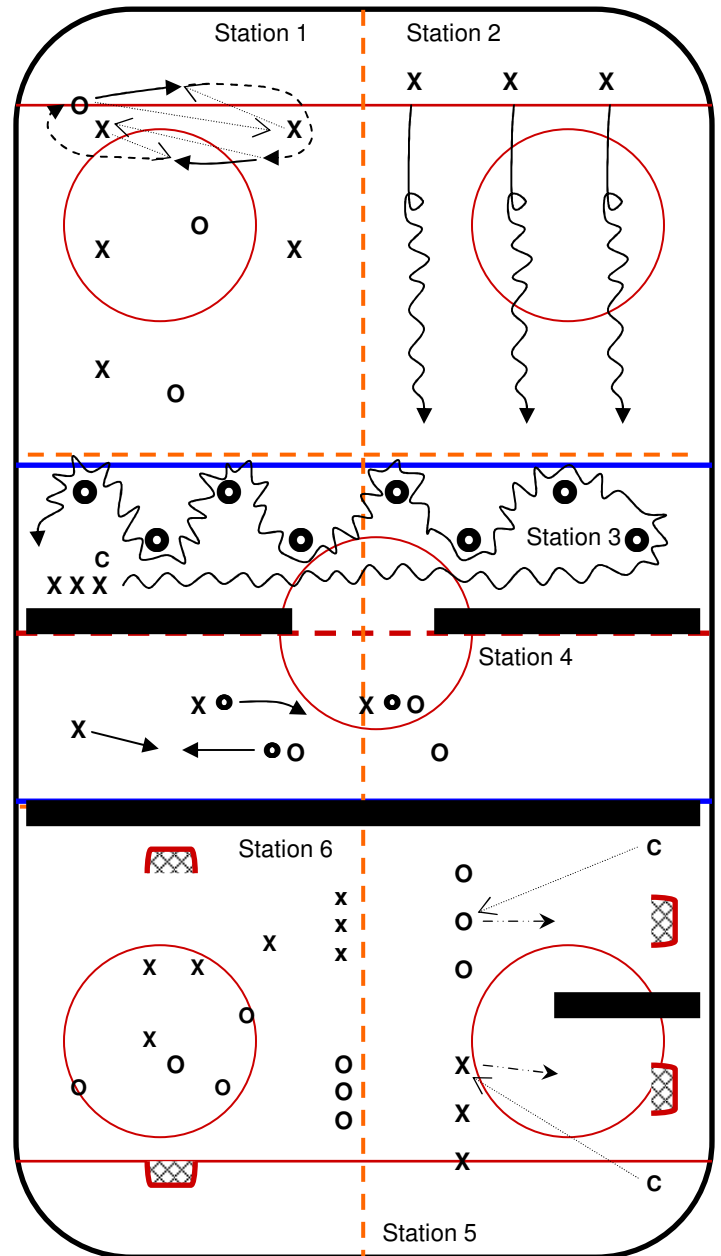 Station 1 Station 2
X X X
O
X X
O
X X
X
O
Station 3
C
X X X
Station 4
X X O
X O O
Station 6 C
O
x
X x O
X X x O
O
X
O O X
O O O
O X
X
C
Station 5